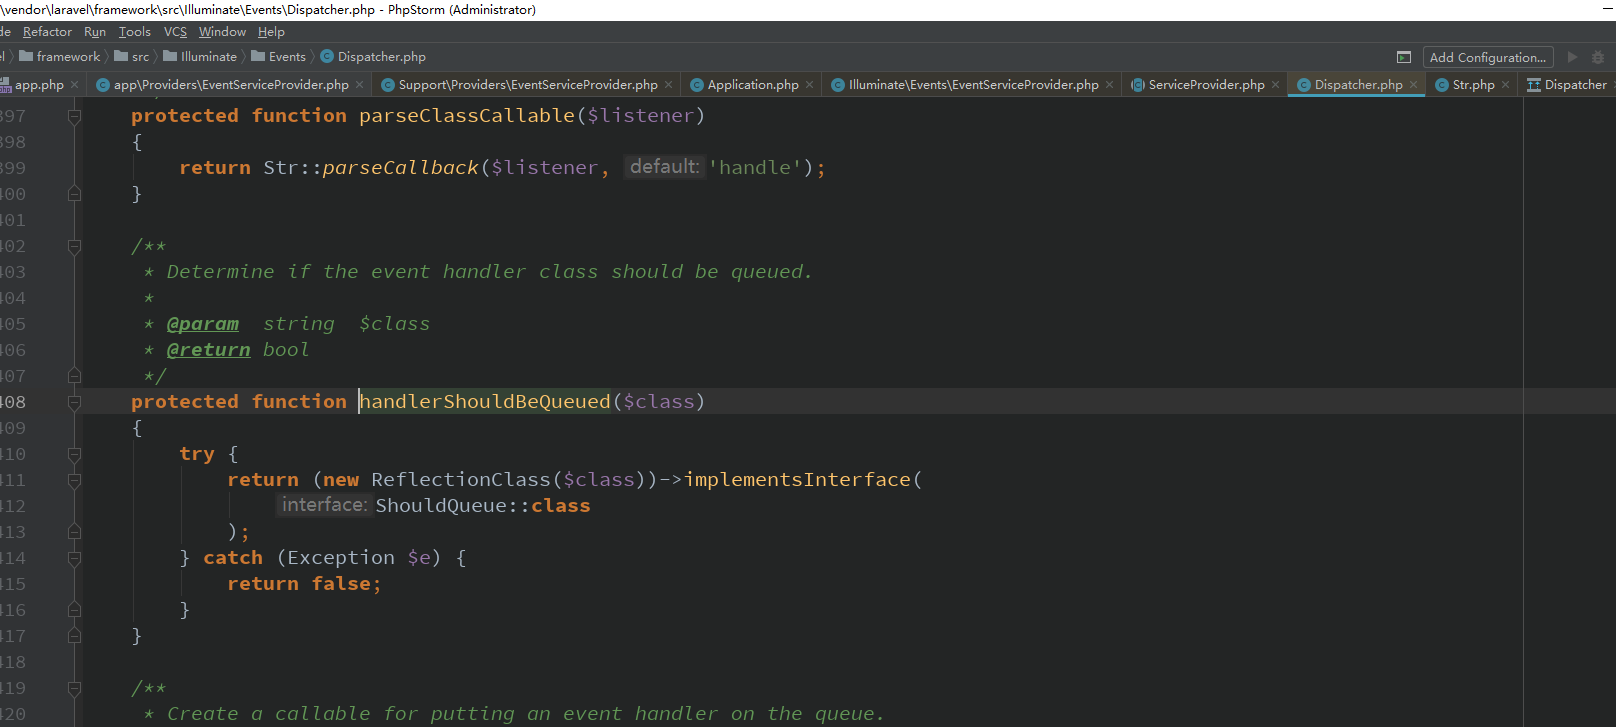 \vendor\laravel\framework\src\Illuminate\Events\Dispatcher.php - PhpStorm (Administrator)
de Refactor Run Tools VCS Window Help
el framework src Illuminate Events Dispatcher.php Add Configuration...
app.php app\Providers\EventServiceProvider.php Support\Providers\EventServiceProvider.php Application.php Illuminate\Events\EventServiceProvider.php ServiceProvider.php Dispatcher.php Str.php Dispatcher
397 protected function parseClassCallable($listener)
398 {
399 return Str::parseCallback($listener, default: 'handle');
400 }
401
402 /**
403 * Determine if the event handler class should be queued.
404 *
405 * @param  string  $class
406 * @return bool
407 */
408 protected function handlerShouldBeQueued($class)
409 {
410 try {
411 return (new ReflectionClass($class))->implementsInterface(
412 interface: ShouldQueue::class
413 );
414 } catch (Exception $e) {
415 return false;
416 }
417 }
418
419 /**
420 * Create a callable for putting an event handler on the queue.